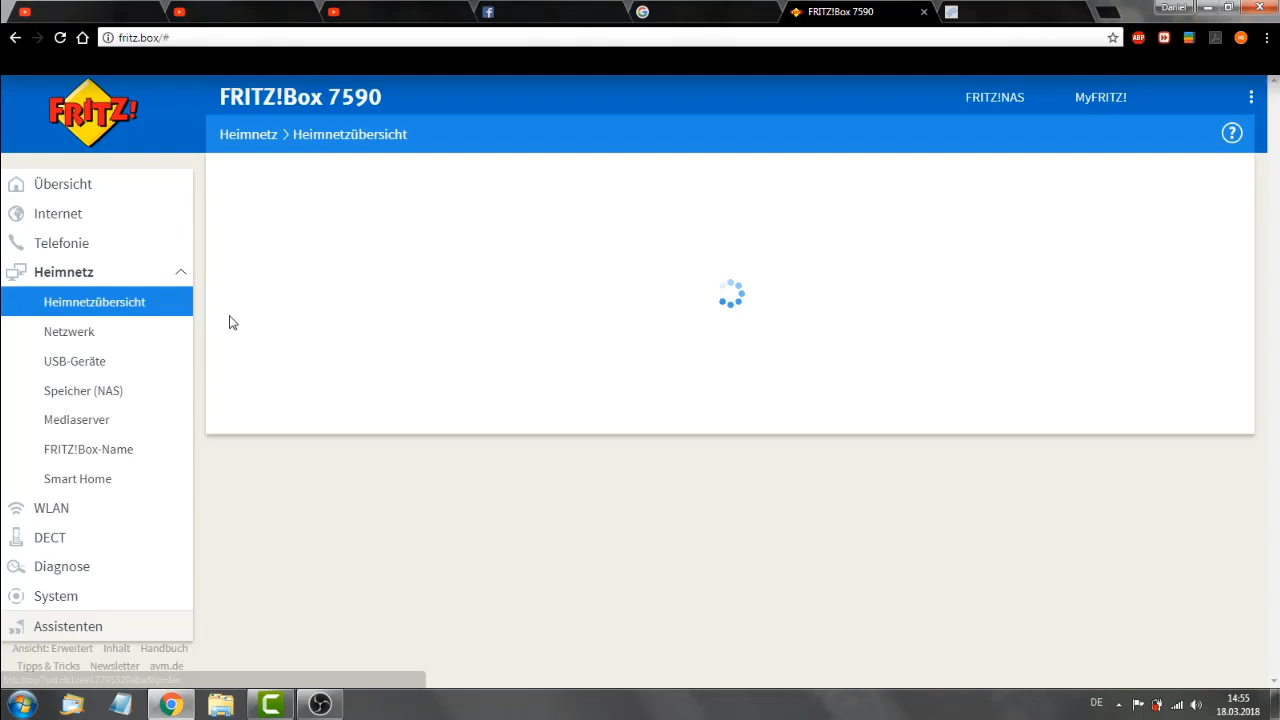 FRITZ!Box 7590
Daniel
fritz.box/#
ABP
FRITZ!
FRITZ!Box 7590
FRITZ!NAS
MyFRITZ!
Heimnetz
Heimnetzübersicht
?
Übersicht
Internet
Telefonie
Heimnetz
Heimnetzübersicht
Netzwerk
USB-Geräte
Speicher (NAS)
Mediaserver
FRITZ!Box-Name
Smart Home
WLAN
DECT
Diagnose
System
Assistenten
Ansicht: Erweitert Inhalt Handbuch
Tipps & Tricks Newsletter avm.de
DE
14:55
18.03.2018